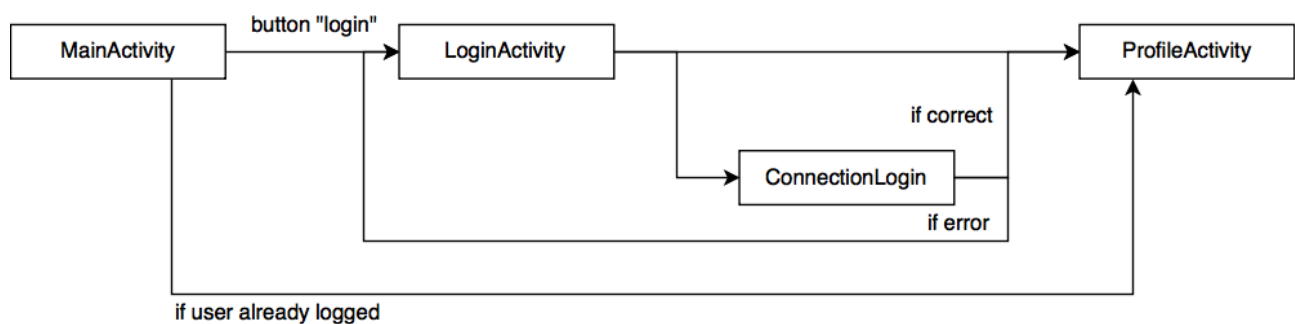 button "login"
MainActivity
LoginActivity
ProfileActivity
if correct
ConnectionLogin
if error
if user already logged